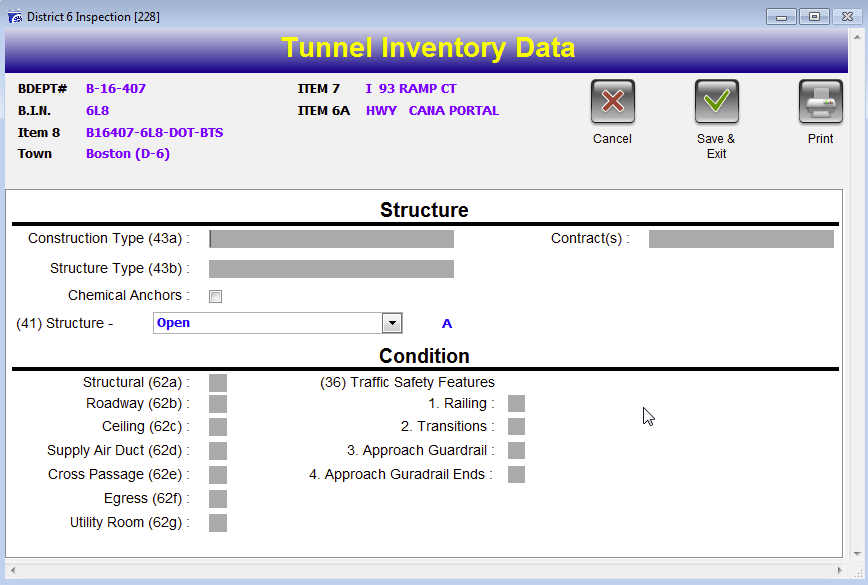 District 6 Inspection [228]
Tunnel Inventory Data
BDEPT# B-16-407 ITEM 7 I 93 RAMP CT
B.I.N. 6L8 ITEM 6A HWY CANA PORTAL
Item 8 B16407-6L8-DOT-BTS
Town Boston (D-6)
Cancel
Save &
Exit
Print
Structure
Construction Type (43a) : Contract(s) :
Structure Type (43b) :
Chemical Anchors :
(41) Structure - Open A
Condition
Structural (62a) : (36) Traffic Safety Features
Roadway (62b) : 1. Railing :
Ceiling (62c) : 2. Transitions :
Supply Air Duct (62d) : 3. Approach Guardrail :
Cross Passage (62e) : 4. Approach Guradrail Ends :
Egress (62f) :
Utility Room (62g) :